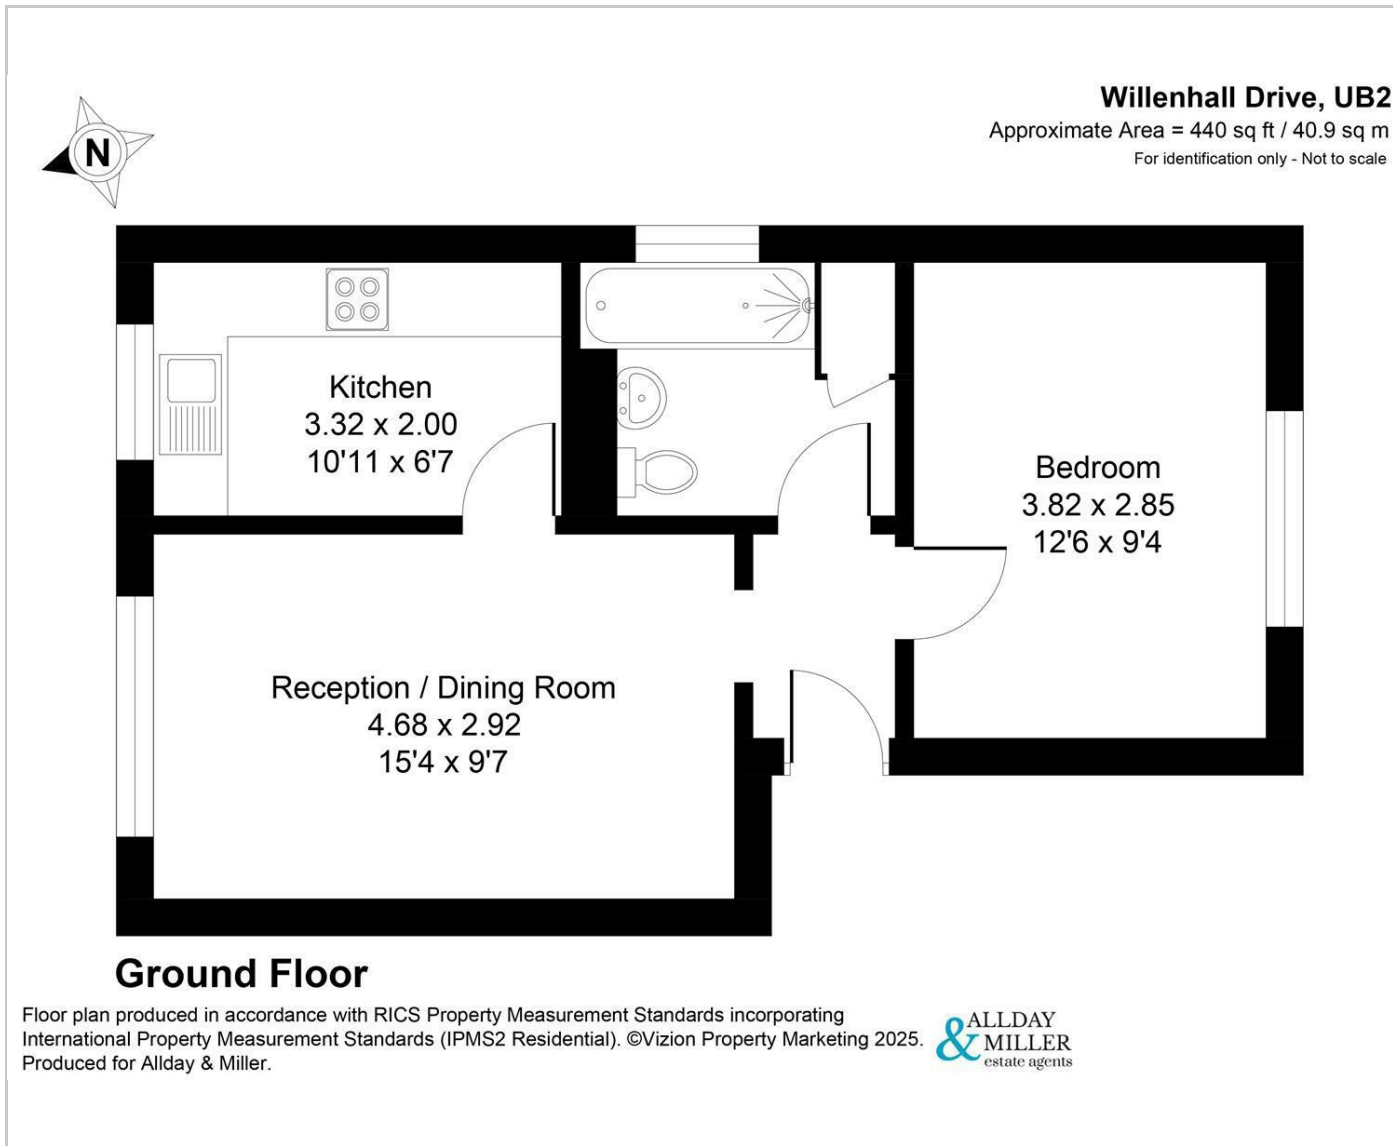 Willenhall Drive, UB2
Approximate Area = 440 sq ft / 40.9 sq m
For identification only - Not to scale
N
Kitchen
3.32 x 2.00
10'11 x 6'7
Bedroom
3.82 x 2.85
12'6 x 9'4
Reception / Dining Room
4.68 x 2.92
15'4 x 9'7
Ground Floor
Floor plan produced in accordance with RICS Property Measurement Standards incorporating
International Property Measurement Standards (IPMS2 Residential). ©Vizion Property Marketing 2025.
Produced for Allday & Miller.
ALLDAY
& MILLER
estate agents